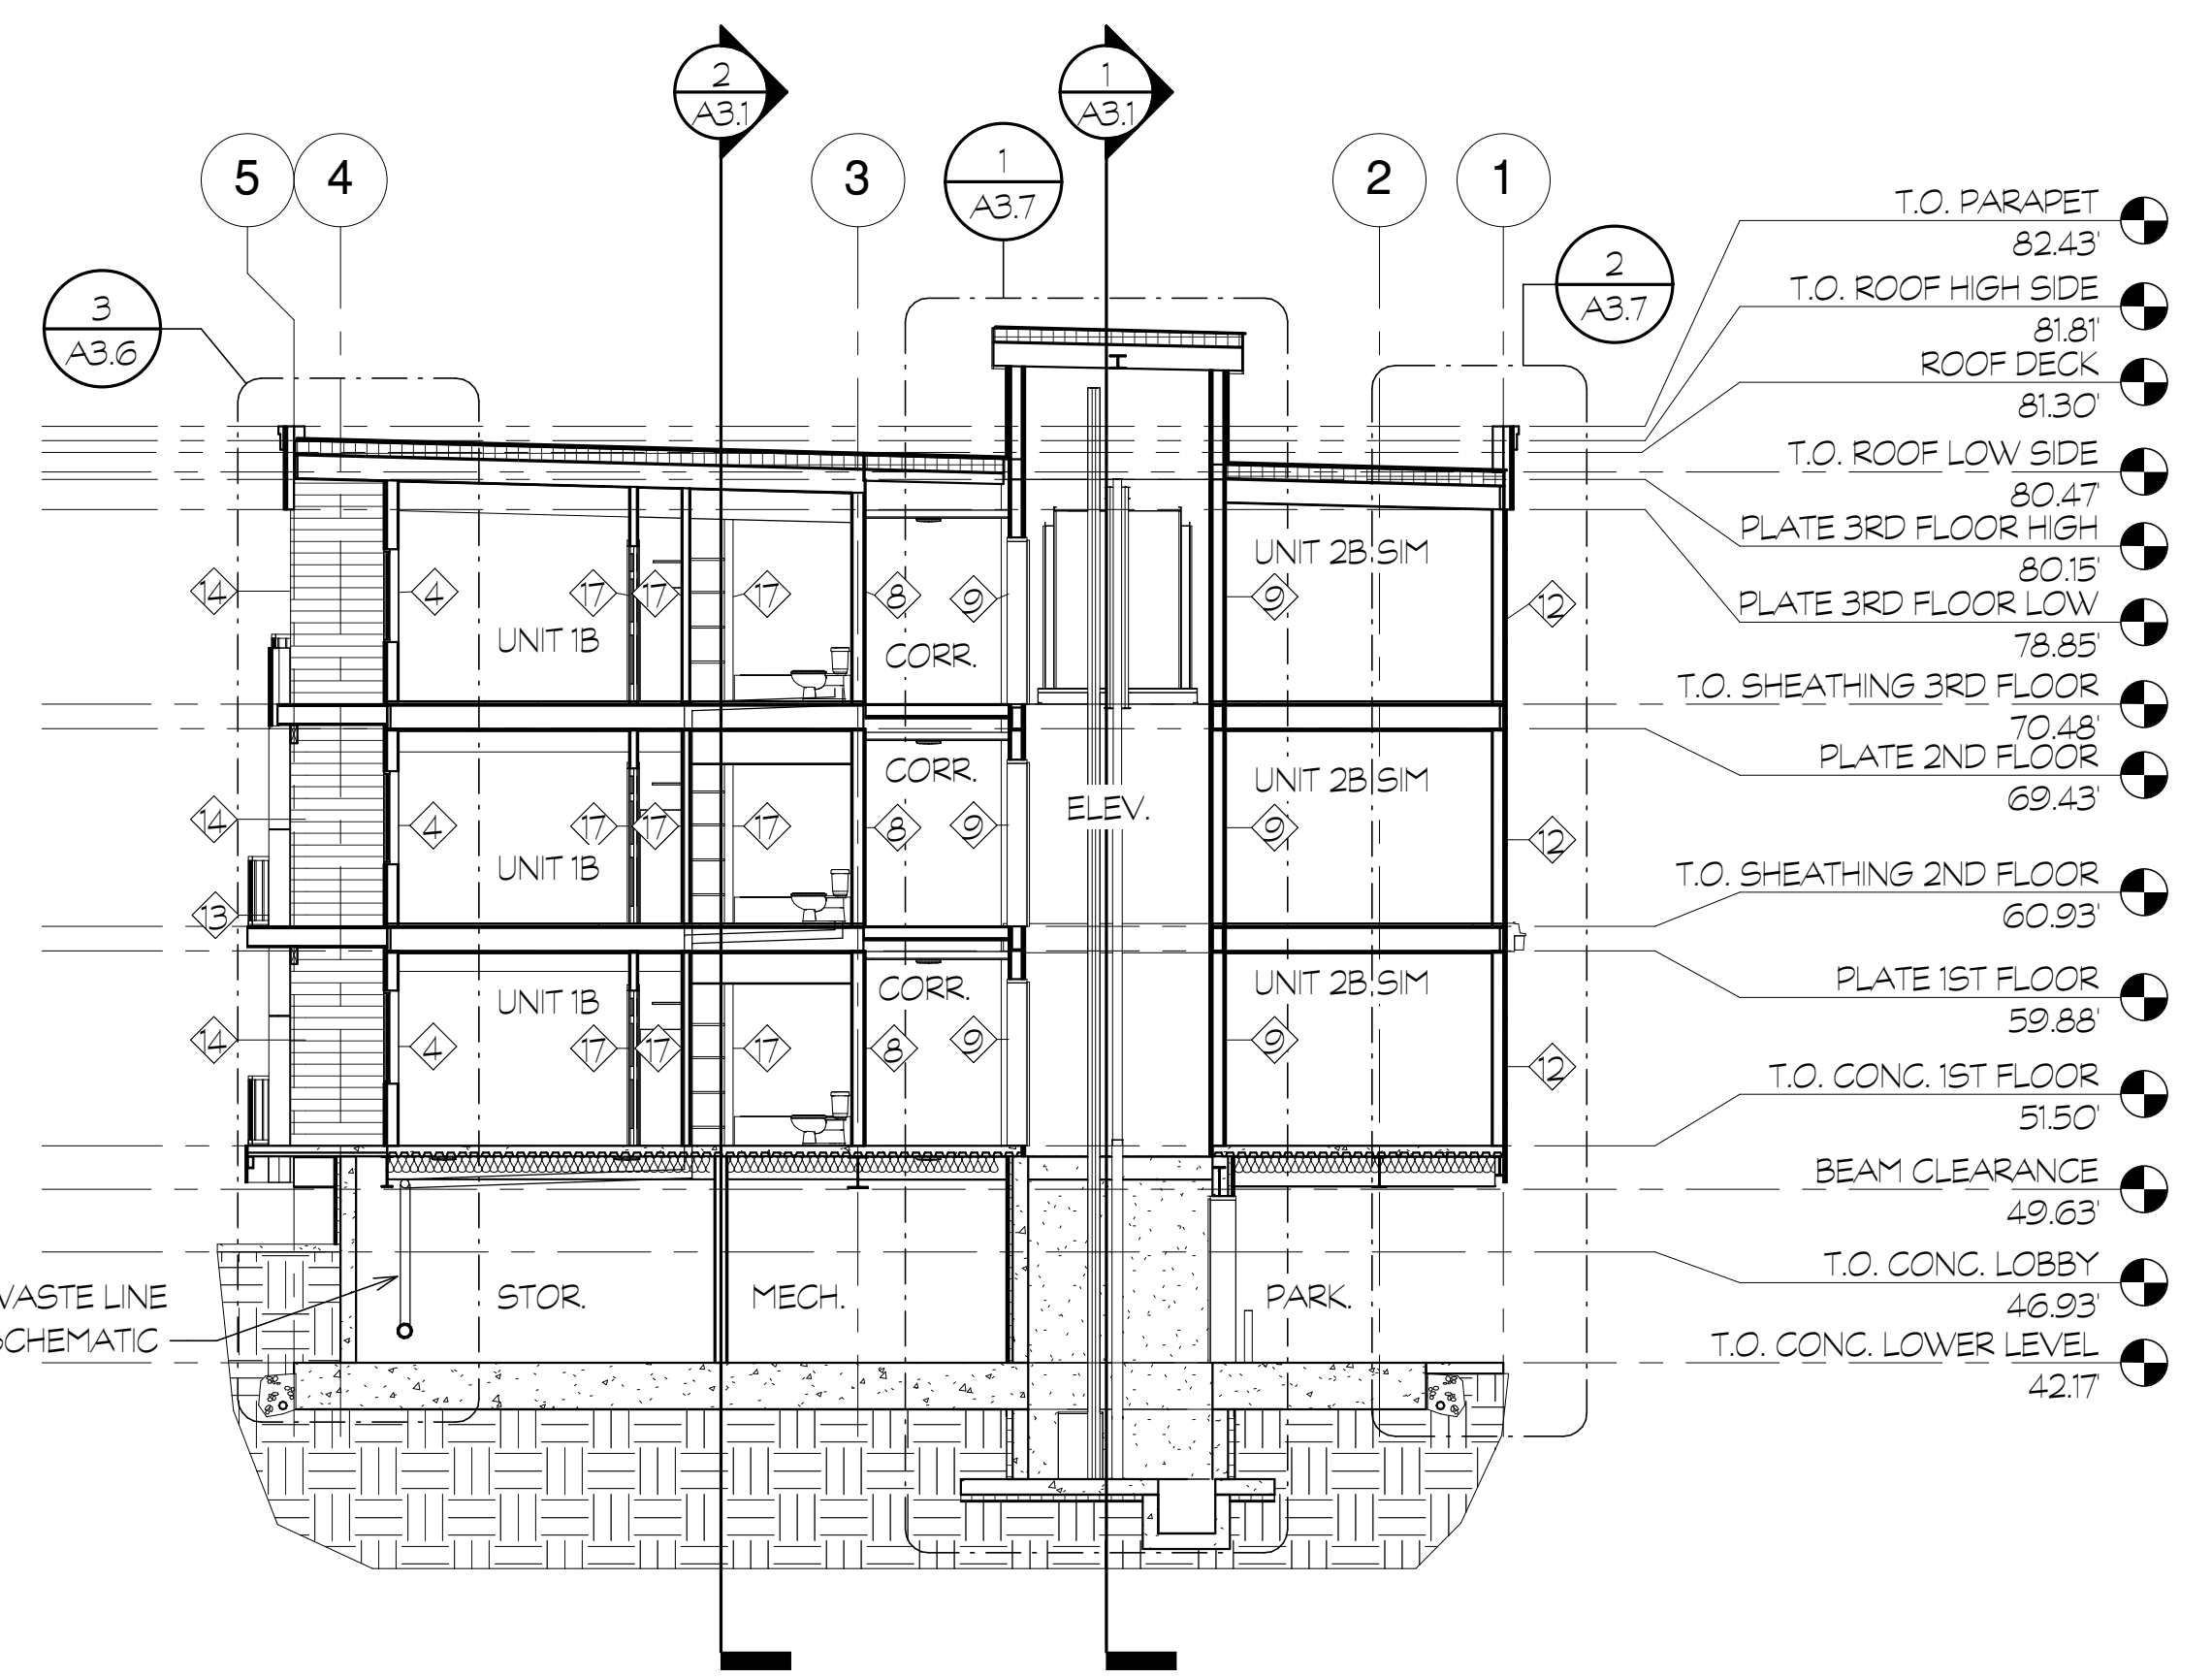 2
A3.1
1
A3.1
5
4
3
1
A3.7
2
1
3
A3.6
2
A3.7
T.O. PARAPET
82.43'
T.O. ROOF HIGH SIDE
81.81'
ROOF DECK
81.30'
T.O. ROOF LOW SIDE
80.47'
PLATE 3RD FLOOR HIGH
80.15'
PLATE 3RD FLOOR LOW
78.85'
T.O. SHEATHING 3RD FLOOR
70.48'
PLATE 2ND FLOOR
69.43'
T.O. SHEATHING 2ND FLOOR
60.93'
PLATE 1ST FLOOR
59.88'
T.O. CONC. 1ST FLOOR
51.50'
BEAM CLEARANCE
49.63'
T.O. CONC. LOBBY
46.93'
T.O. CONC. LOWER LEVEL
42.17'
UNIT 2B SIM
14 4 17 17 17 8 9 9 12
UNIT 1B
CORR.
CORR.
UNIT 2B SIM
ELEV.
14 4 17 17 17 8 9 9 12
UNIT 1B
13
UNIT 1B
CORR.
UNIT 2B SIM
14 4 17 17 17 8 9 9 12
WASTE LINE
SCHEMATIC
STOR.
MECH.
PARK.